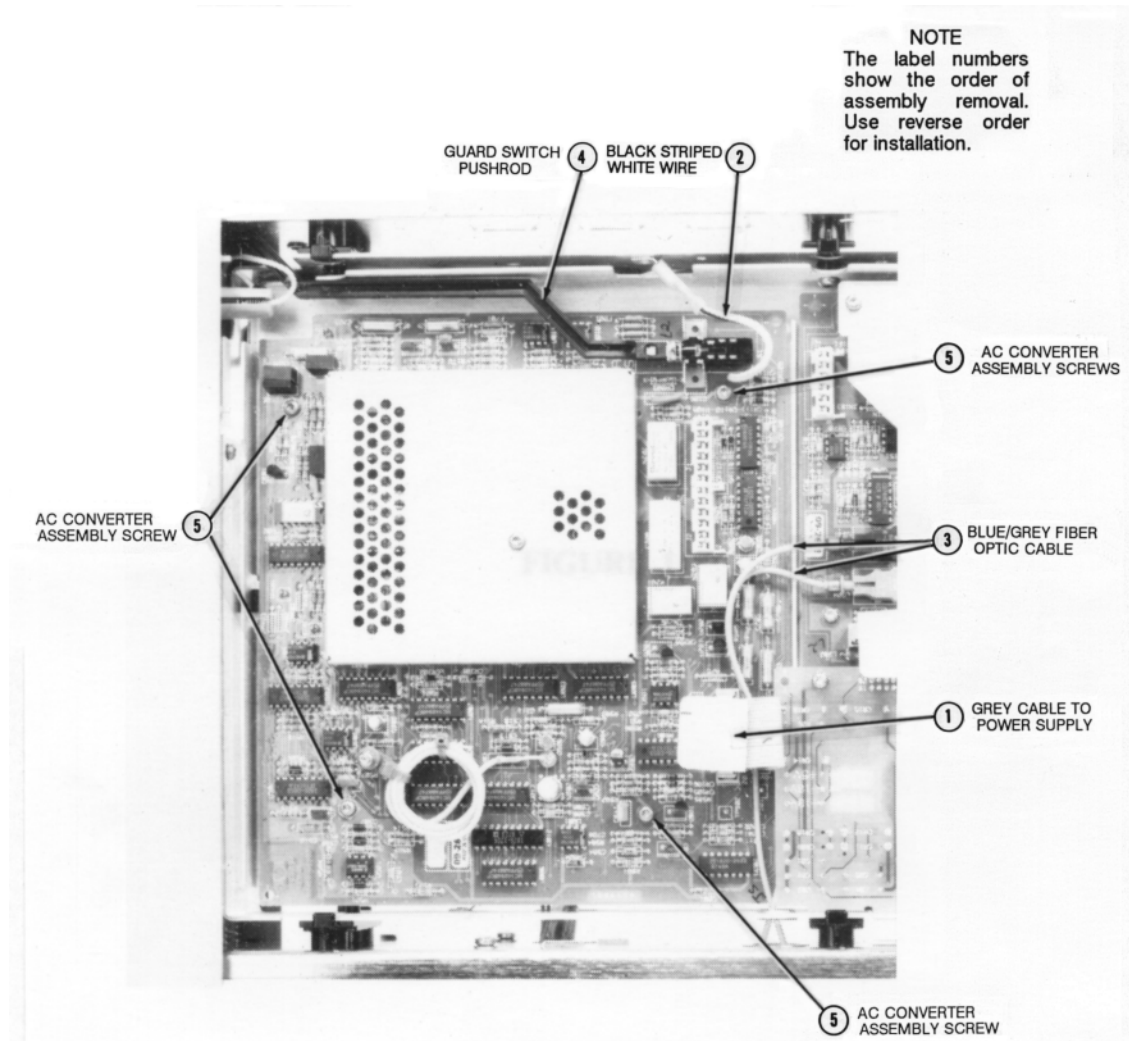 NOTE
The label numbers
show the order of
assembly removal.
Use reverse order
for installation.
GUARD SWITCH
PUSHROD
4
BLACK STRIPED
WHITE WIRE
2
5
AC CONVERTER
ASSEMBLY SCREWS
AC CONVERTER
ASSEMBLY SCREW
5
3
BLUE/GREY FIBER
OPTIC CABLE
FIGURE
1
GREY CABLE TO
POWER SUPPLY
5
AC CONVERTER
ASSEMBLY SCREW